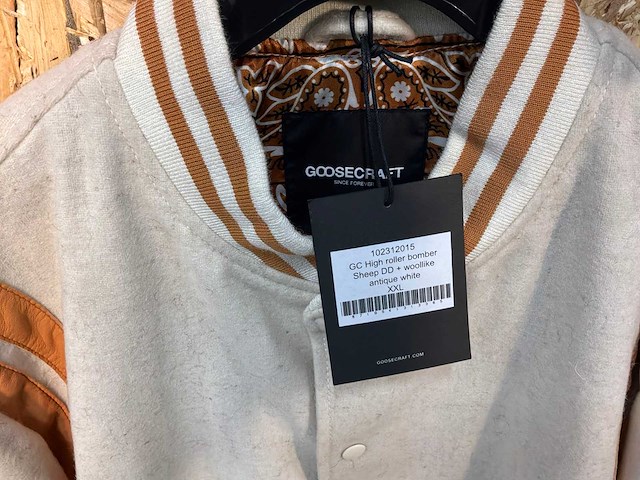 GOOSECRAFT
SINCE FOREVER
102312015
GC High roller bomber
Sheep DD + woollike
antique white
XXL
GOOSECRAFT.COM